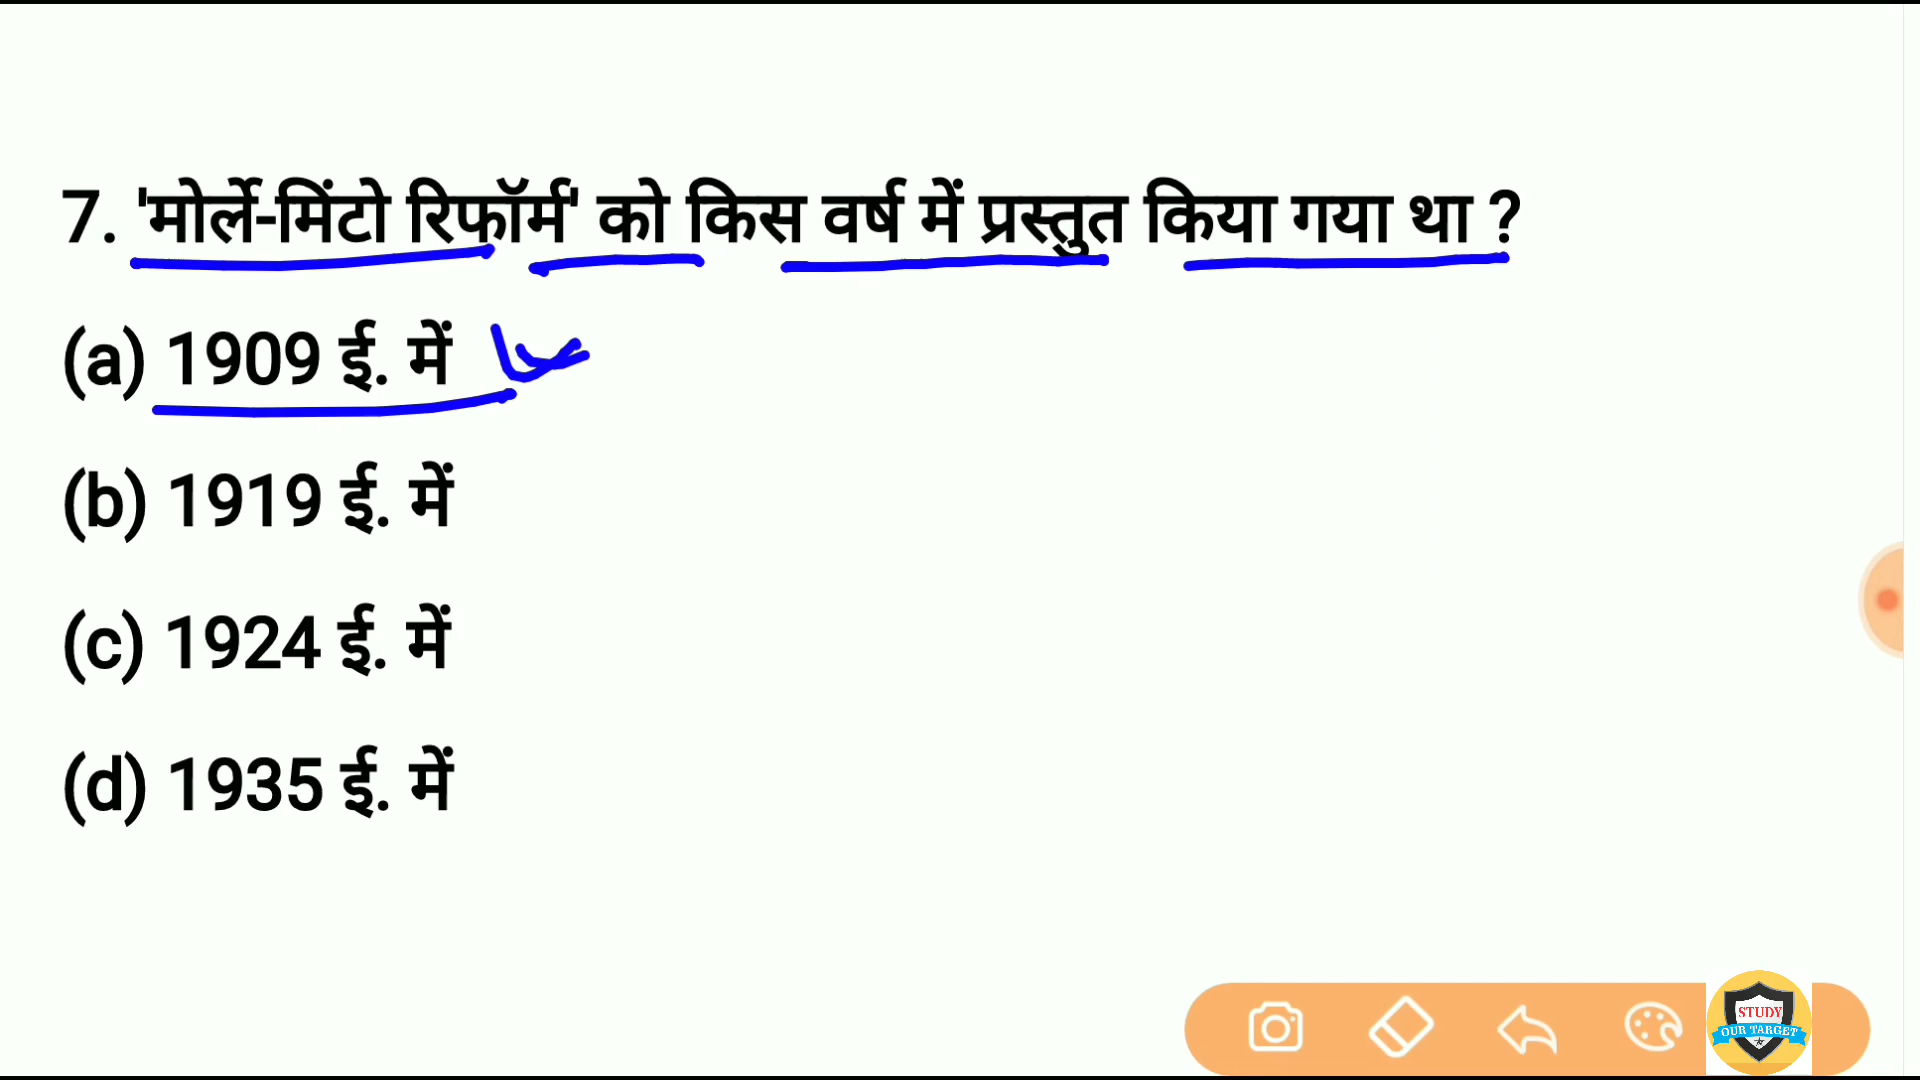 7. 'मोर्ले-मिंटो रिफॉर्म' को किस वर्ष में प्रस्तुत किया गया था ?
(a) 1909 ई. में
(b) 1919 ई. में
(c) 1924 ई. में
(d) 1935 ई. में
STUDY
OUR TARGET